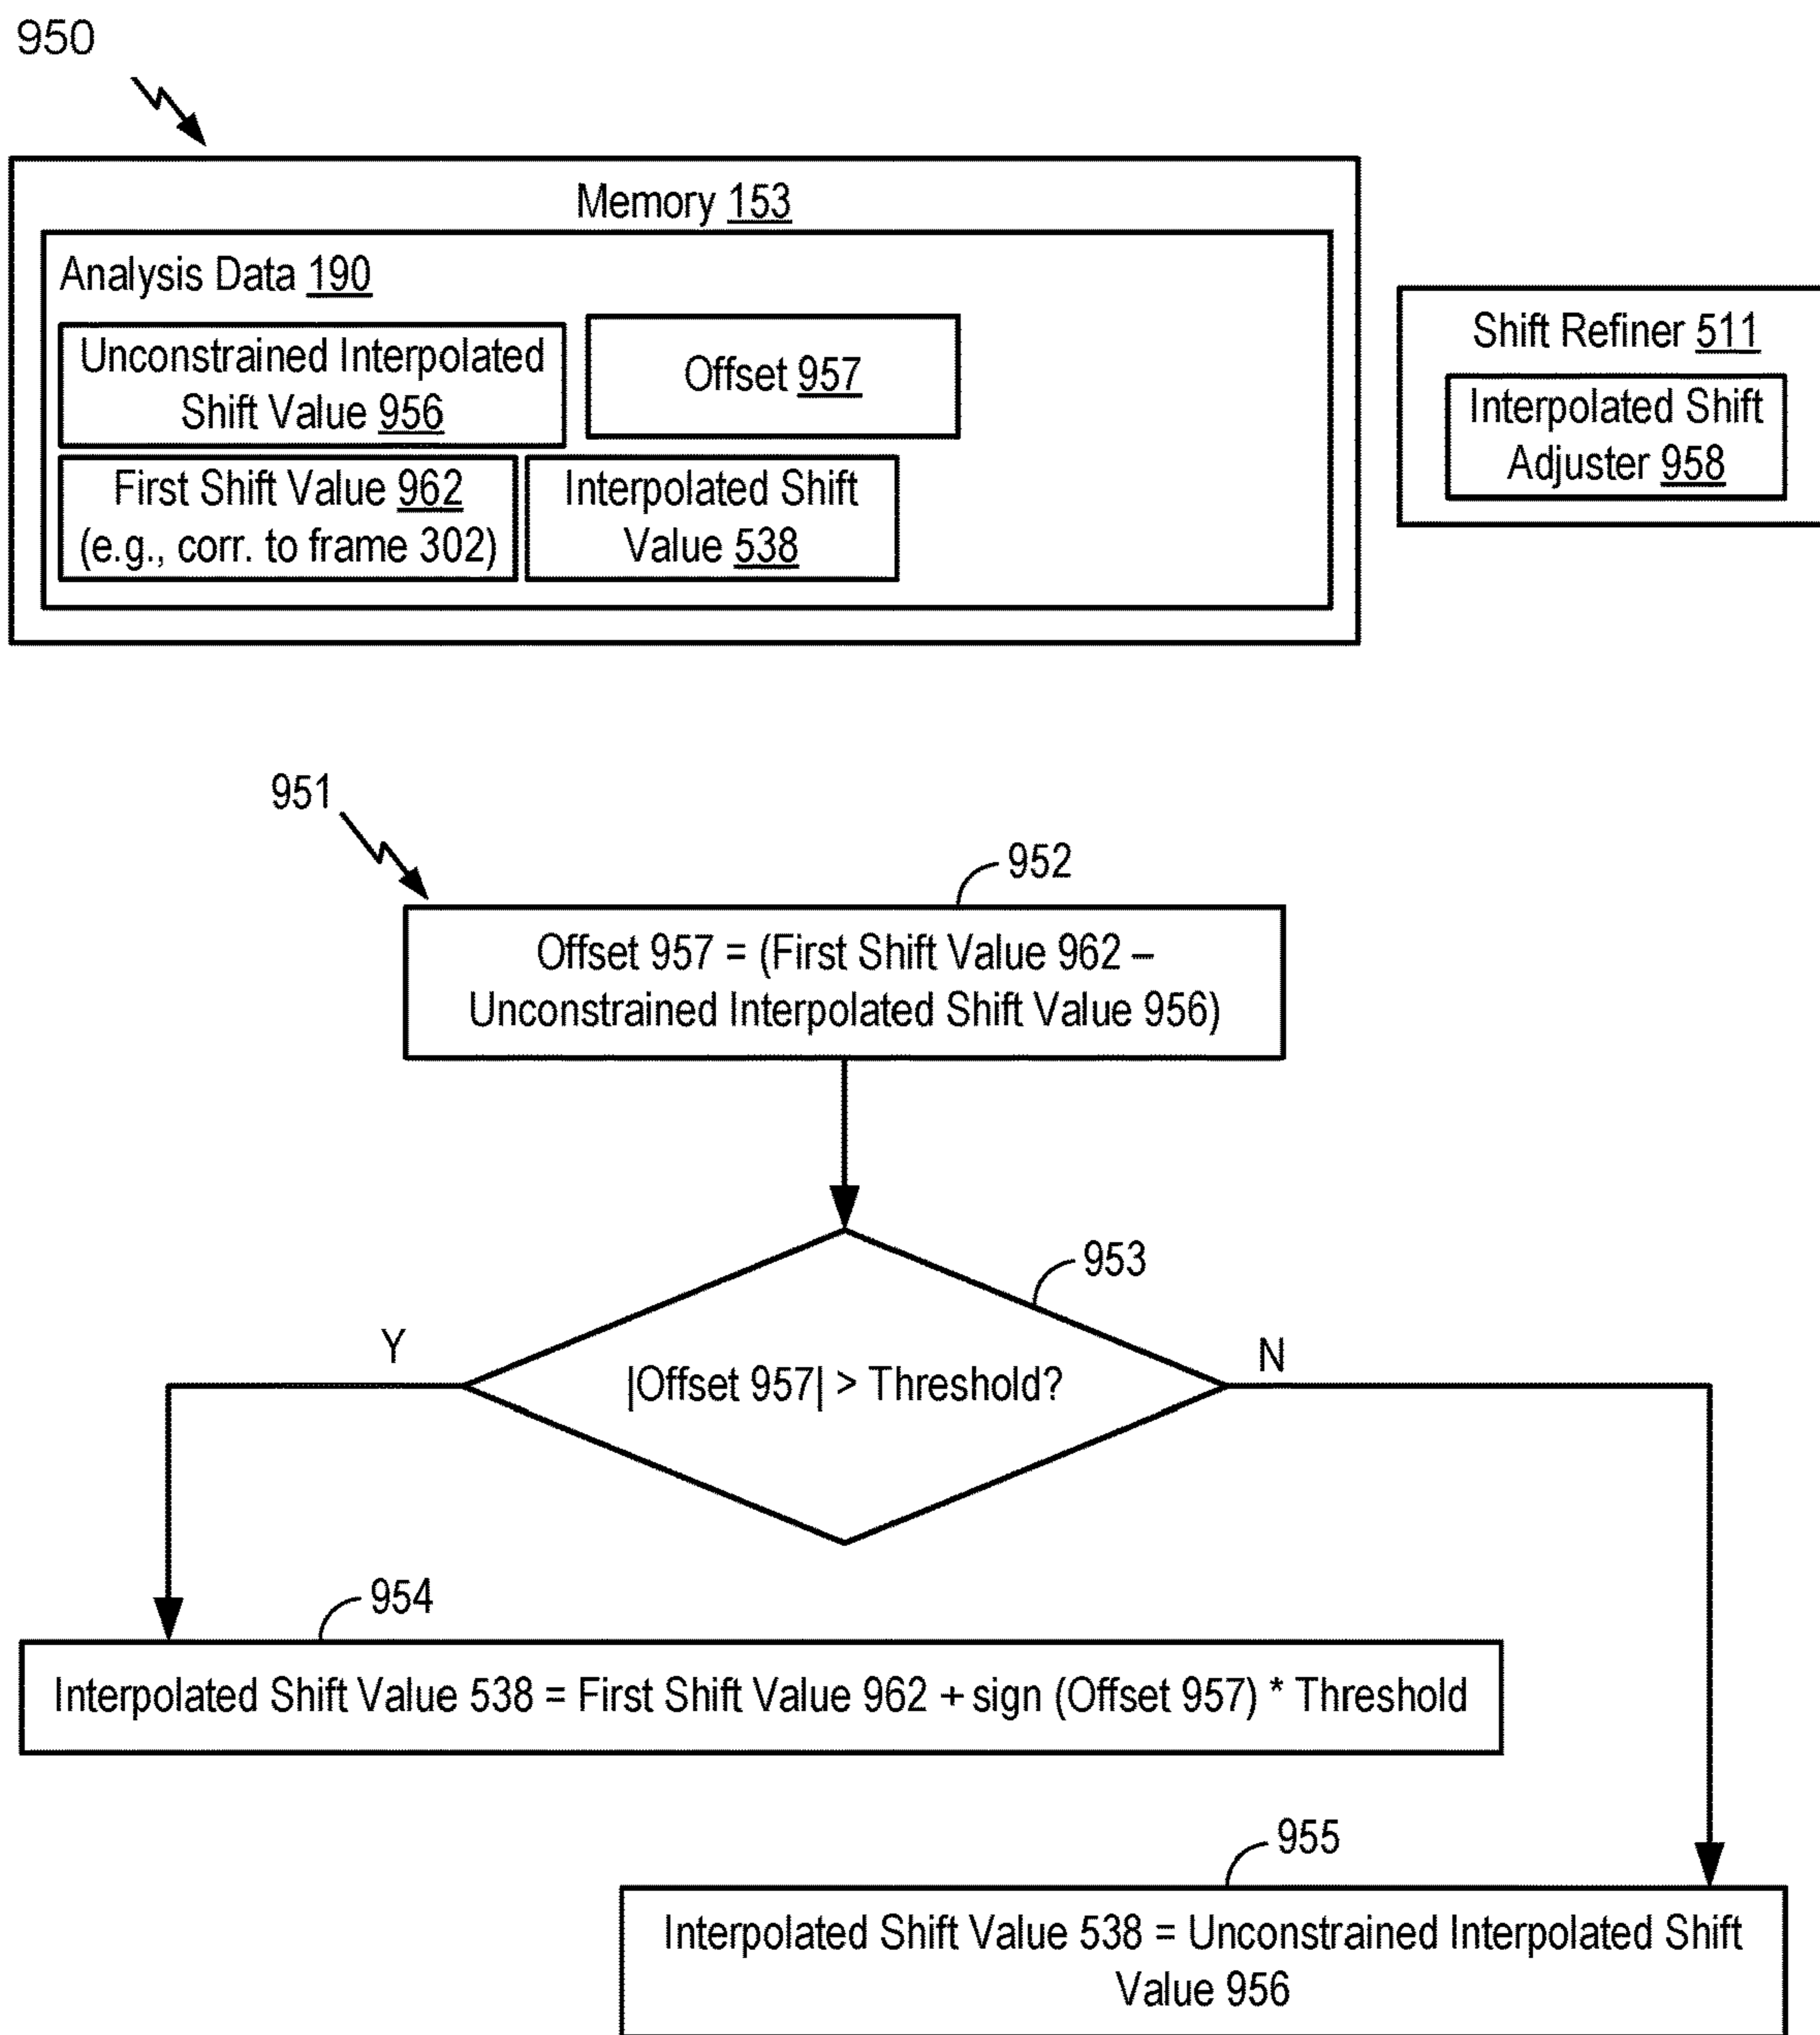 950
Memory 153
Analysis Data 190
Unconstrained Interpolated
Shift Value 956
Offset 957
First Shift Value 962
(e.g., corr. to frame 302)
Interpolated Shift
Value 538
Shift Refiner 511
Interpolated Shift
Adjuster 958
951
952
Offset 957 = (First Shift Value 962 –
Unconstrained Interpolated Shift Value 956)
953
Y
|Offset 957| > Threshold?
N
954
Interpolated Shift Value 538 = First Shift Value 962 + sign (Offset 957) * Threshold
955
Interpolated Shift Value 538 = Unconstrained Interpolated Shift
Value 956